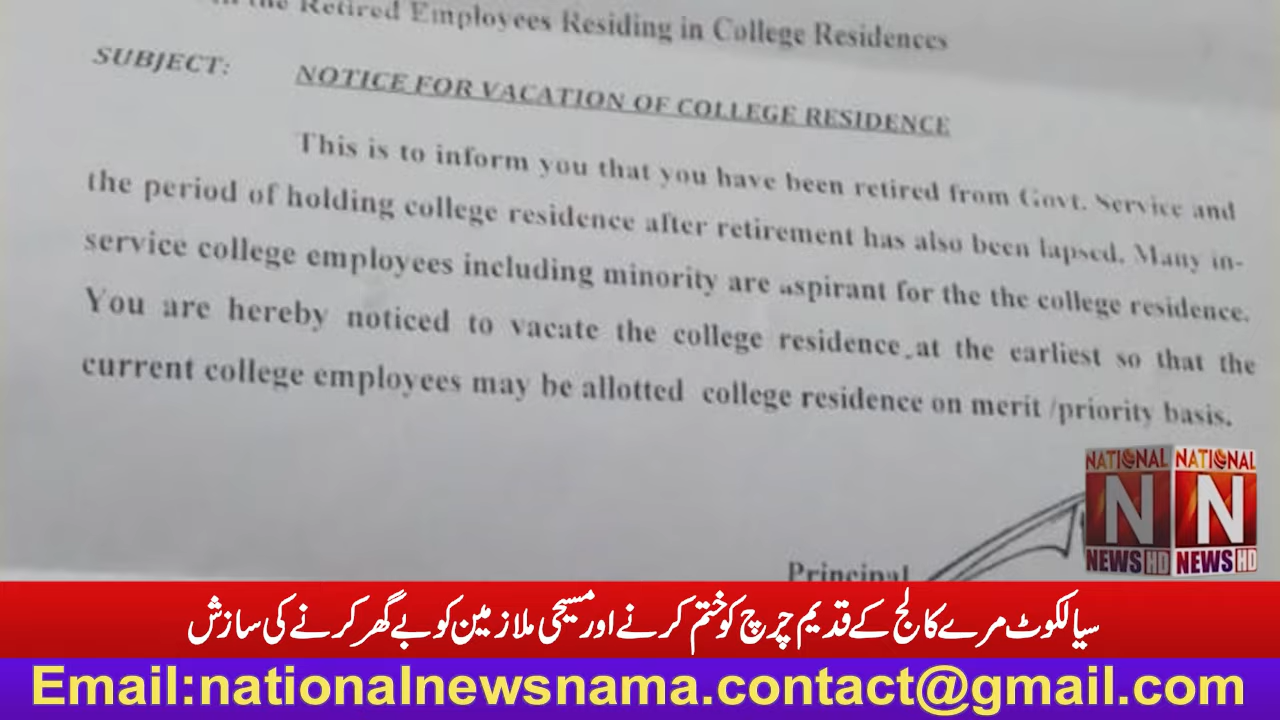 the Retired Employees Residing in College Residences
SUBJECT: NOTICE FOR VACATION OF COLLEGE RESIDENCE
This is to inform you that you have been retired from Govt. Service and
the period of holding college residence after retirement has also been lapsed. Many in-
service college employees including minority are aspirant for the the college residence.
You are hereby noticed to vacate the college residence at the earliest so that the
current college employees may be allotted college residence on merit /priority basis.
Principal
NATIONAL NATIONAL
N N
NEWS HD NEWS HD
سیالکوٹ مرے کالج کے قدیم چرچ کو ختم کرنے اور مسیحی ملازمین کو بے گھر کرنے کی سازش
Email:nationalnewsnama.contact@gmail.com